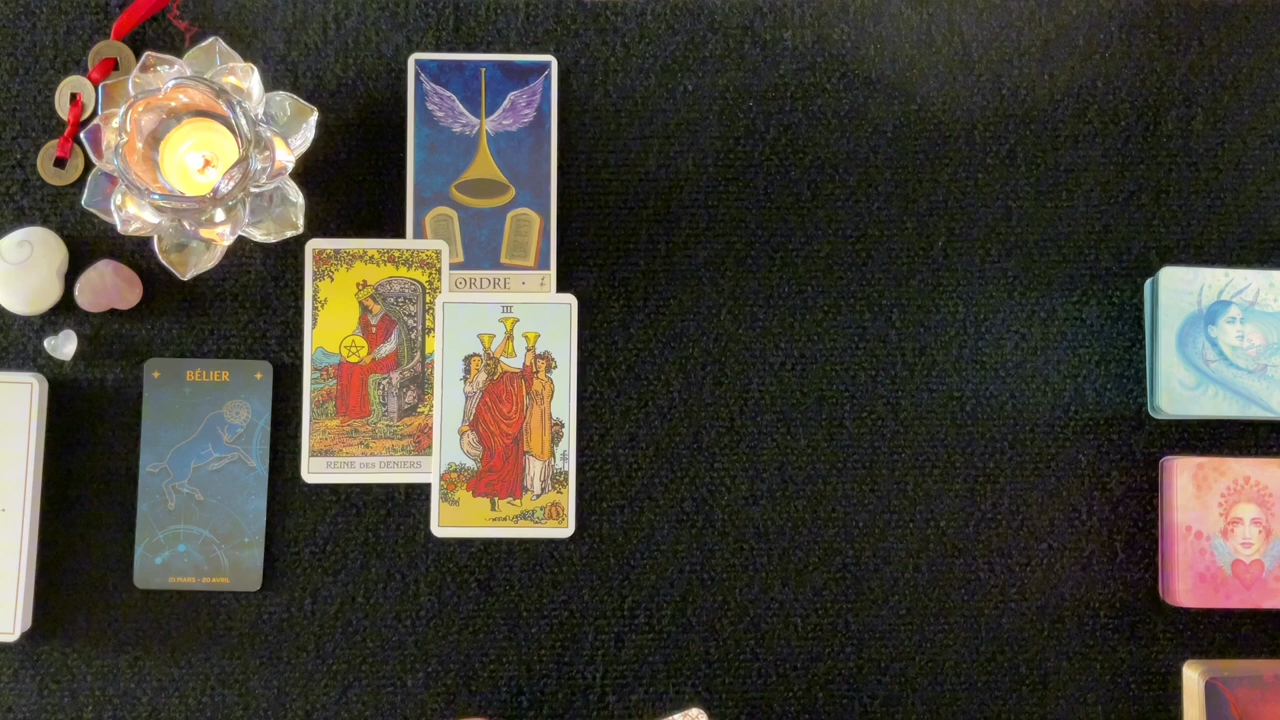 ORDRE
III
REINE DES DENIERS
BÉLIER
21 MARS - 20 AVRIL